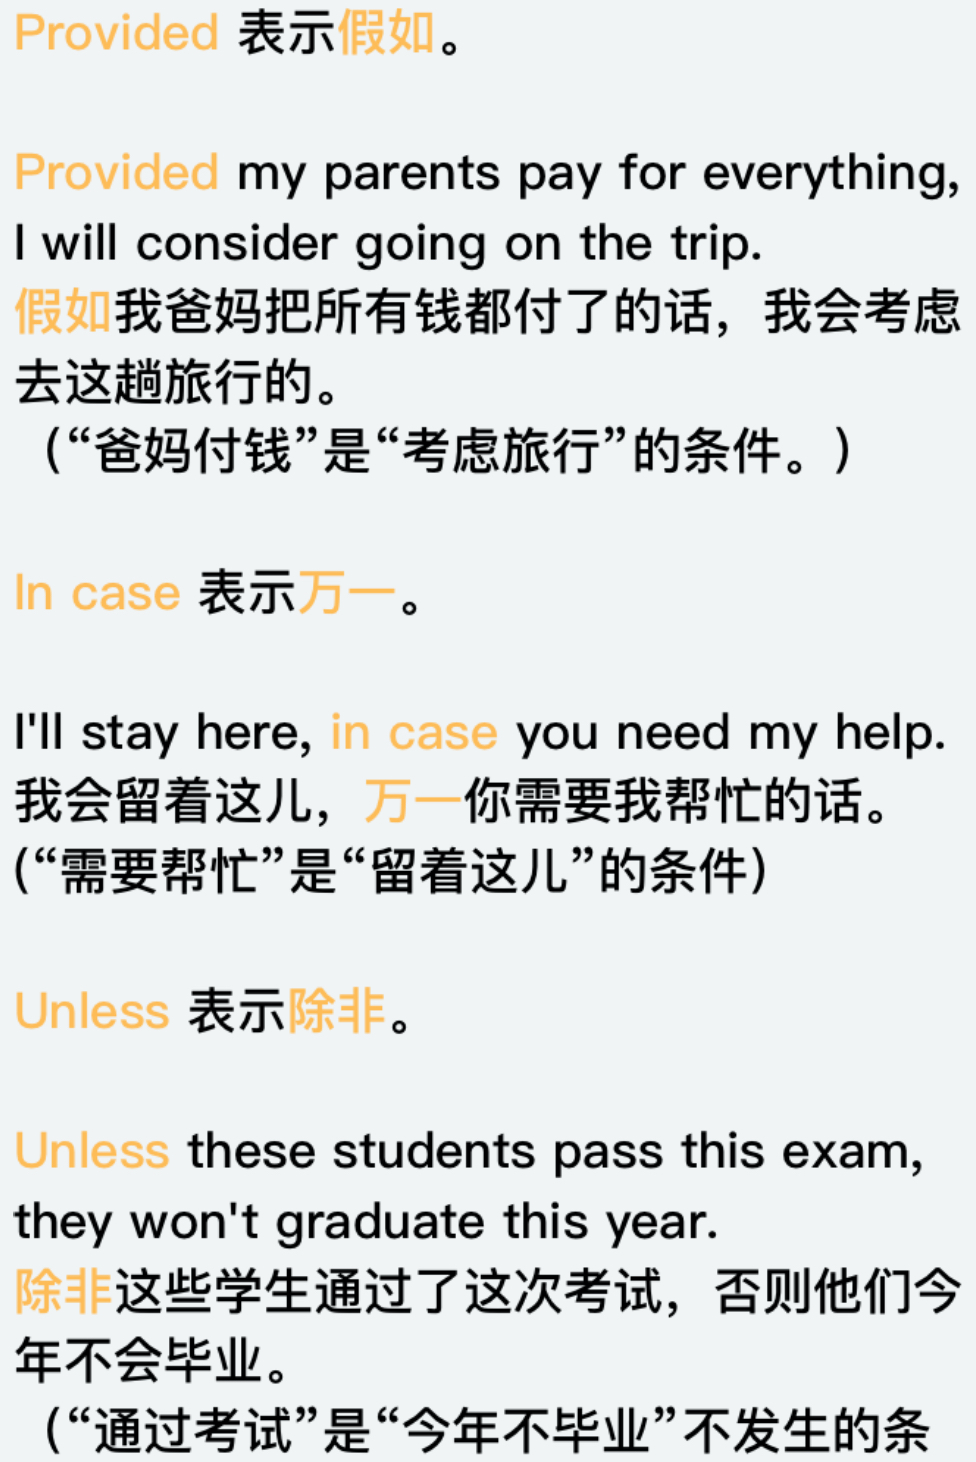 Provided 表示假如。
Provided my parents pay for everything,
I will consider going on the trip.
假如我爸妈把所有钱都付了的话，我会考虑
去这趟旅行的。
（“爸妈付钱”是“考虑旅行”的条件。）
In case 表示万一。
I'll stay here, in case you need my help.
我会留着这儿，万一你需要我帮忙的话。
(“需要帮忙”是“留着这儿”的条件)
Unless 表示除非。
Unless these students pass this exam,
they won't graduate this year.
除非这些学生通过了这次考试，否则他们今
年不会毕业。
（“通过考试”是“今年不毕业”不发生的条